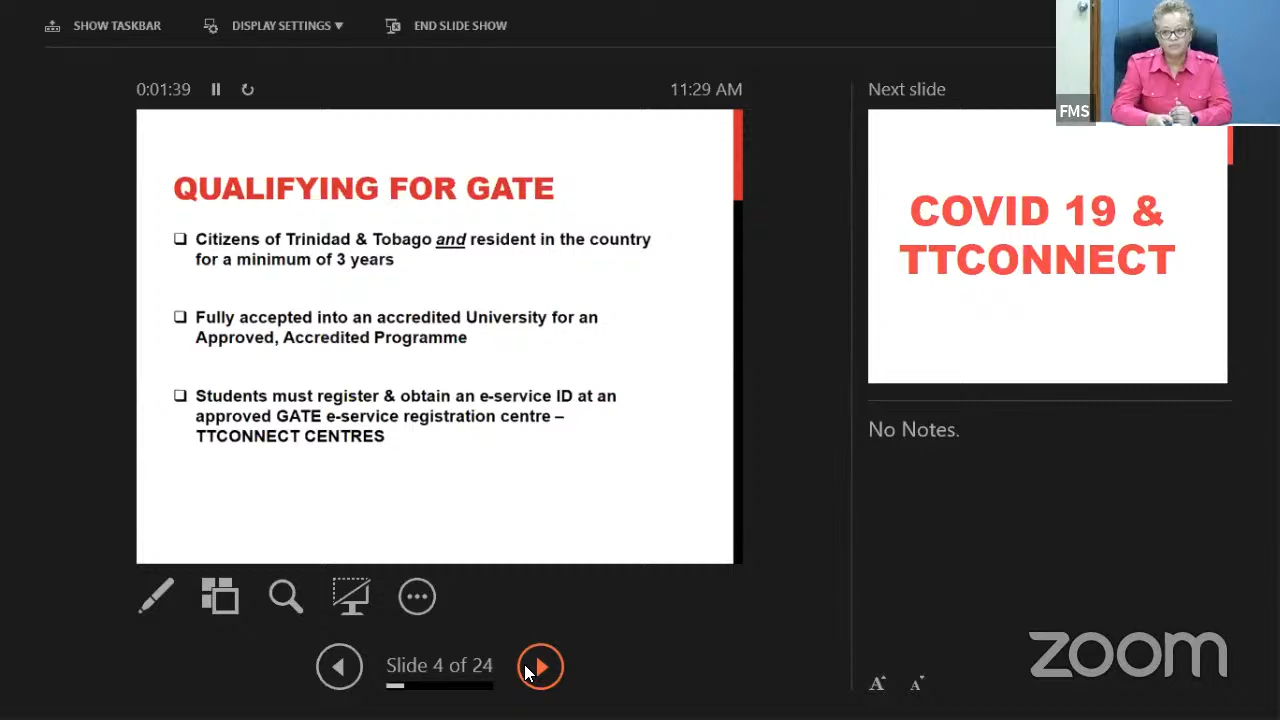 SHOW TASKBAR
DISPLAY SETTINGS
END SLIDE SHOW
FMS
0:01:39
11:29 AM
QUALIFYING FOR GATE
Citizens of Trinidad & Tobago and resident in the country
for a minimum of 3 years
Fully accepted into an accredited University for an
Approved, Accredited Programme
Students must register & obtain an e-service ID at an
approved GATE e-service registration centre –
TTCONNECT CENTRES
Slide 4 of 24
Next slide
COVID 19 &
TTCONNECT
No Notes.
A A
zoom